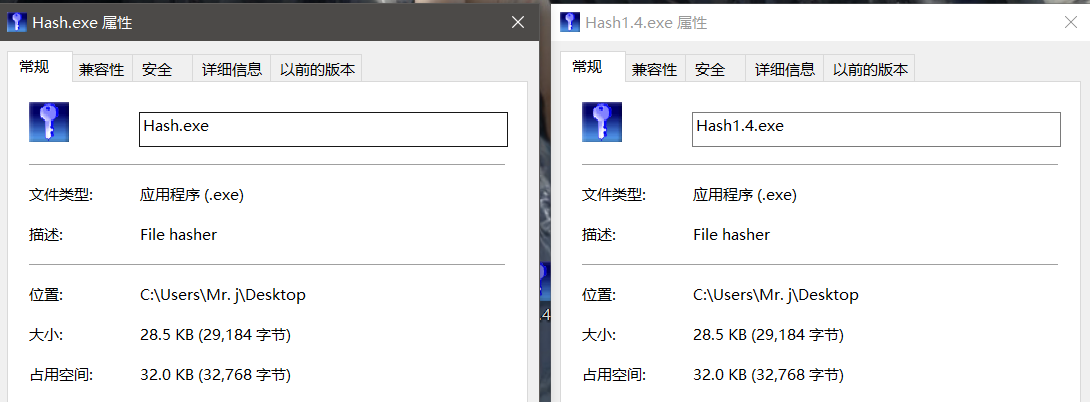 Hash.exe 属性
常规 兼容性 安全 详细信息 以前的版本
Hash.exe
文件类型: 应用程序 (.exe)
描述: File hasher
位置: C:\Users\Mr. j\Desktop
大小: 28.5 KB (29,184 字节)
占用空间: 32.0 KB (32,768 字节)
.4
Hash1.4.exe 属性
常规 兼容性 安全 详细信息 以前的版本
Hash1.4.exe
文件类型: 应用程序 (.exe)
描述: File hasher
位置: C:\Users\Mr. j\Desktop
大小: 28.5 KB (29,184 字节)
占用空间: 32.0 KB (32,768 字节)